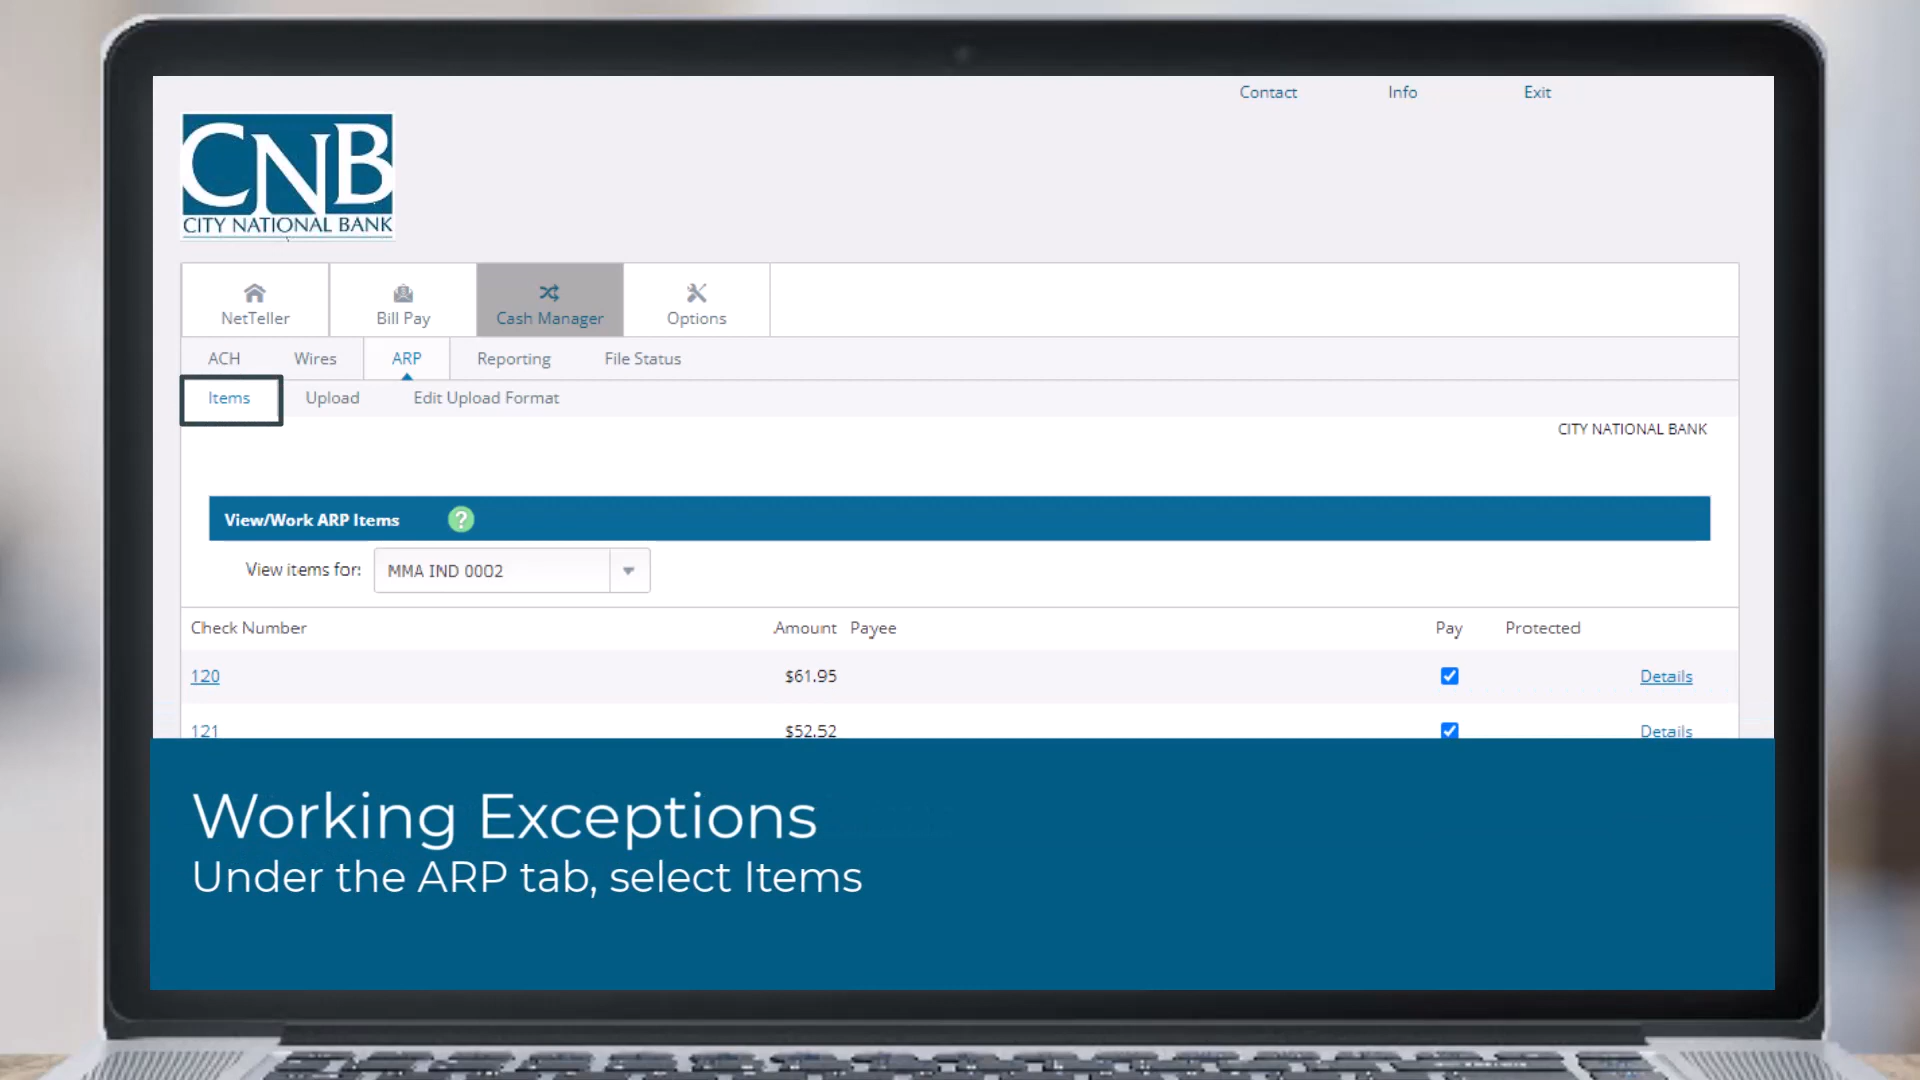 Contact Info Exit
CNB
CITY NATIONAL BANK
NetTeller Bill Pay Cash Manager Options
ACH Wires ARP Reporting File Status
Items Upload Edit Upload Format
CITY NATIONAL BANK
View/Work ARP Items ?
View items for: MMA IND 0002
Check Number Amount Payee Pay Protected
120 $61.95 Details
121 $52.52 Details
Working Exceptions
Under the ARP tab, select Items